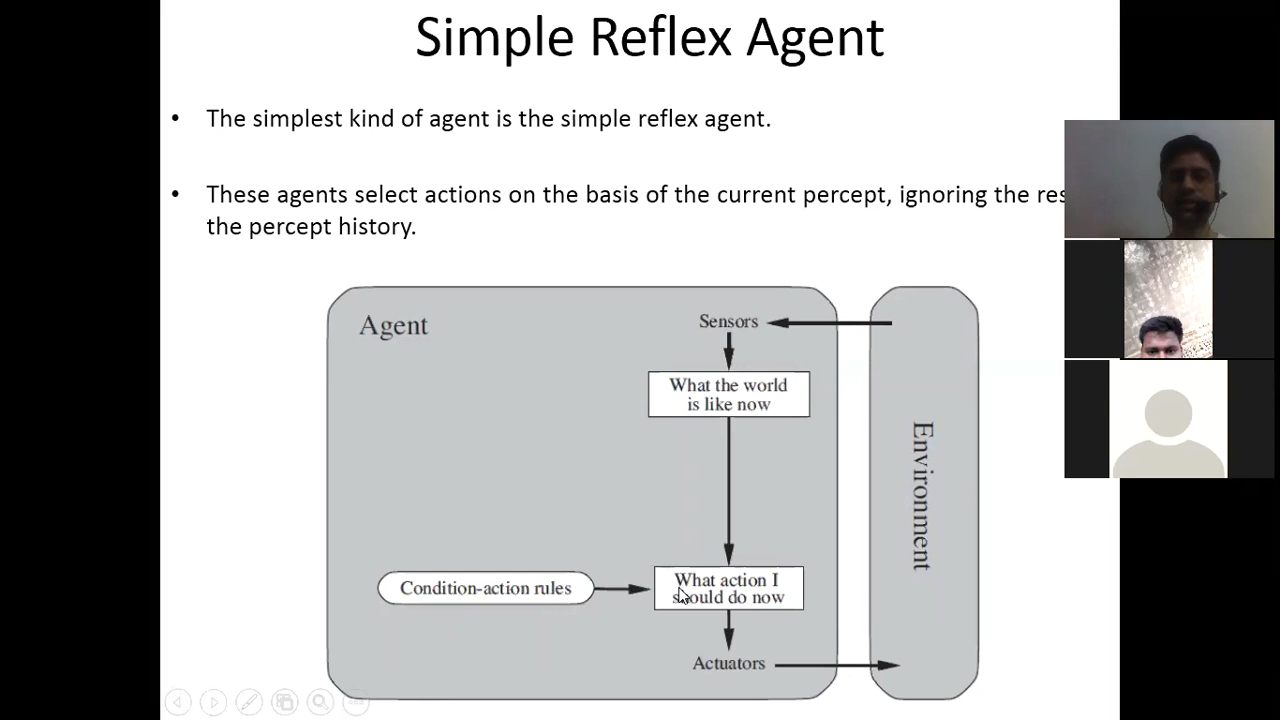 Simple Reflex Agent
• The simplest kind of agent is the simple reflex agent.
• These agents select actions on the basis of the current percept, ignoring the res
the percept history.
Agent
Sensors
What the world
is like now
Environment
Condition-action rules
What action I
should do now
Actuators